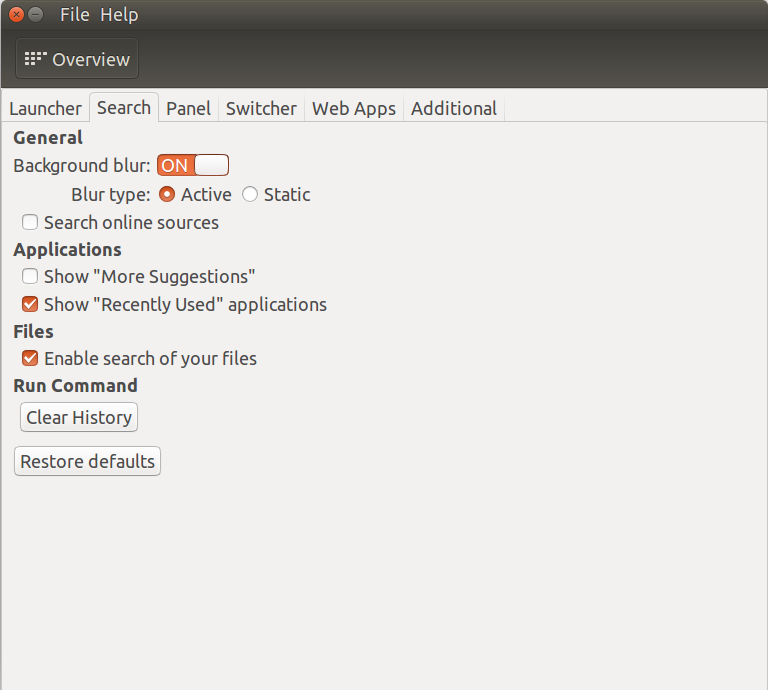 File Help
Overview
Launcher Search Panel Switcher Web Apps Additional
General
Background blur: ON
Blur type: Active Static
Search online sources
Applications
Show "More Suggestions"
Show "Recently Used" applications
Files
Enable search of your files
Run Command
Clear History
Restore defaults